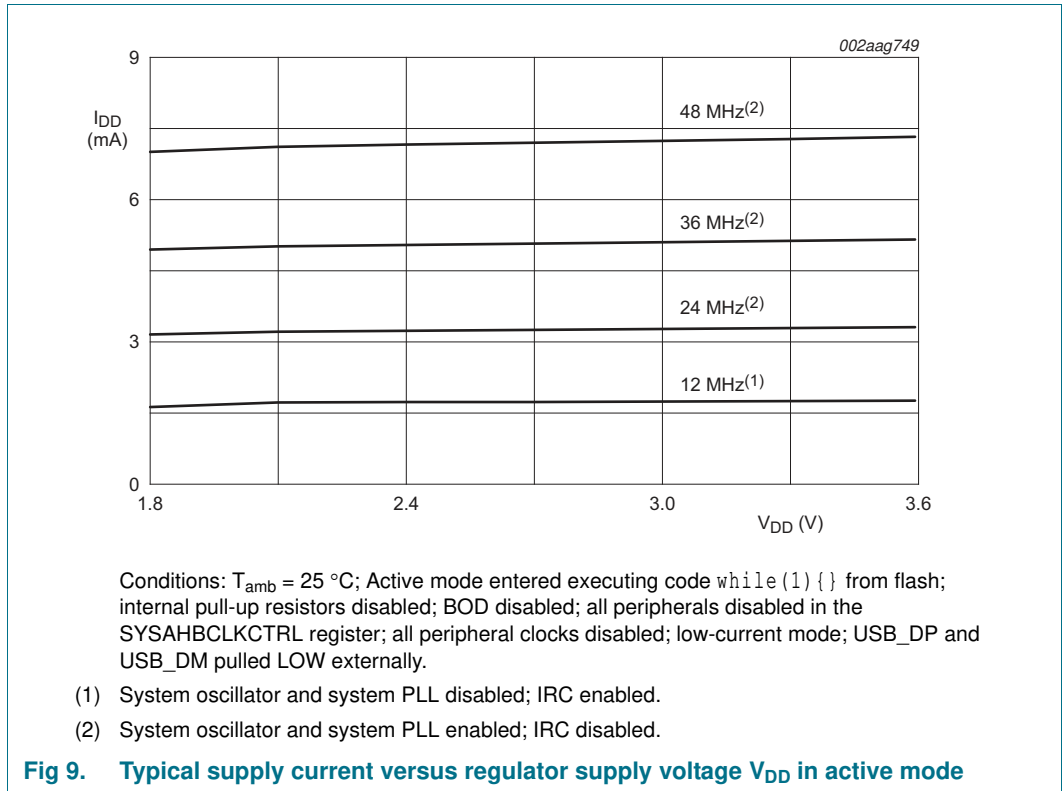 002aag749
9
I_DD
(mA)
48 MHz(2)
6
36 MHz(2)
24 MHz(2)
3
12 MHz(1)
0
1.8 2.4 3.0 3.6
V_DD (V)
Conditions: T_amb = 25 °C; Active mode entered executing code while(1){} from flash;
internal pull-up resistors disabled; BOD disabled; all peripherals disabled in the
SYSAHBCLKCTRL register; all peripheral clocks disabled; low-current mode; USB_DP and
USB_DM pulled LOW externally.
(1) System oscillator and system PLL disabled; IRC enabled.
(2) System oscillator and system PLL enabled; IRC disabled.
Fig 9. Typical supply current versus regulator supply voltage V_DD in active mode